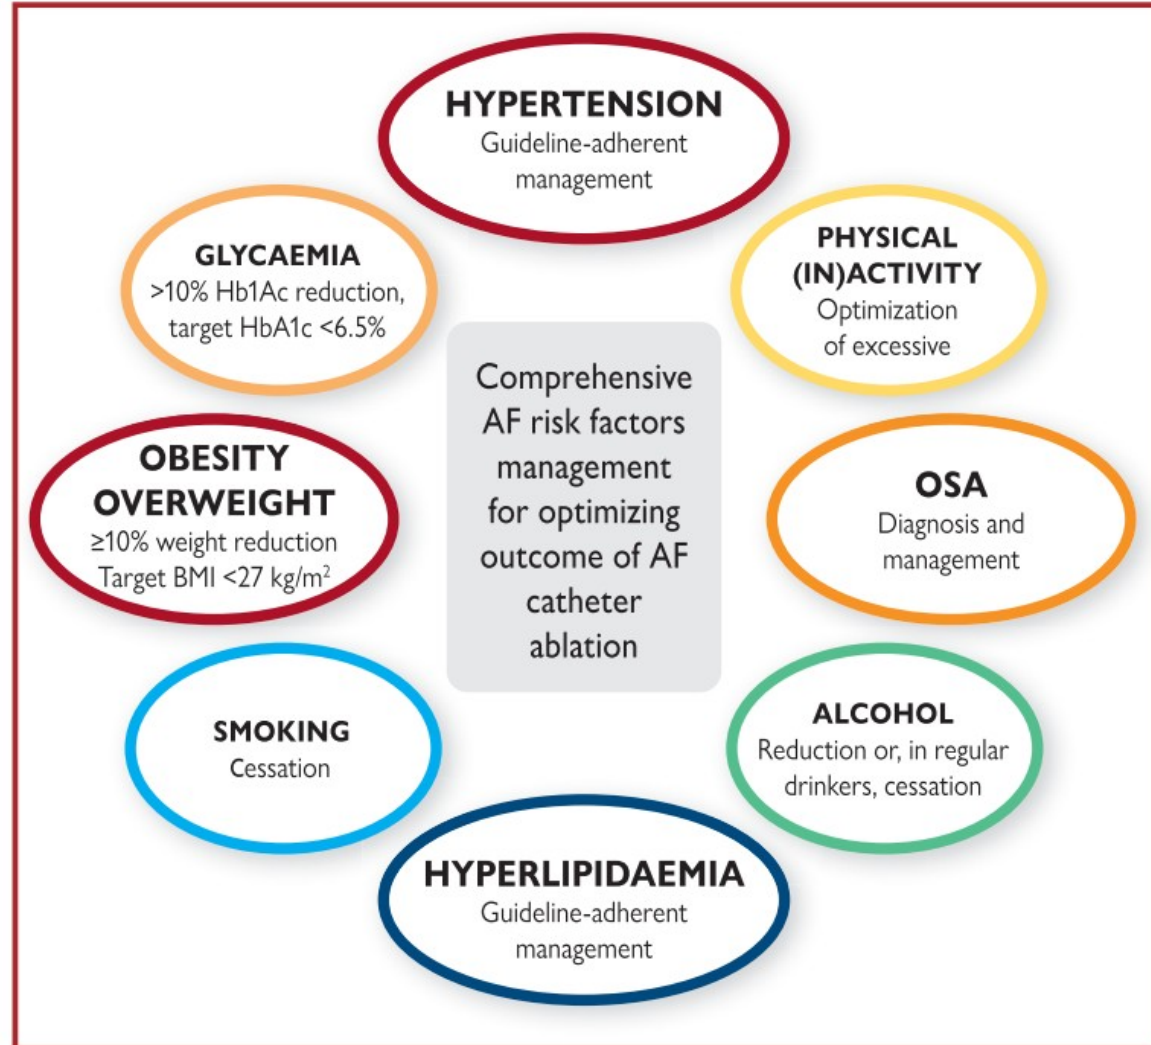 HYPERTENSION
Guideline-adherent
management
GLYCAEMIA
>10% Hb1Ac reduction,
target HbA1c <6.5%
PHYSICAL
(IN)ACTIVITY
Optimization
of excessive
Comprehensive
AF risk factors
management
for optimizing
outcome of AF
catheter
ablation
OBESITY
OVERWEIGHT
≥10% weight reduction
Target BMI <27 kg/m²
OSA
Diagnosis and
management
SMOKING
Cessation
ALCOHOL
Reduction or, in regular
drinkers, cessation
HYPERLIPIDAEMIA
Guideline-adherent
management